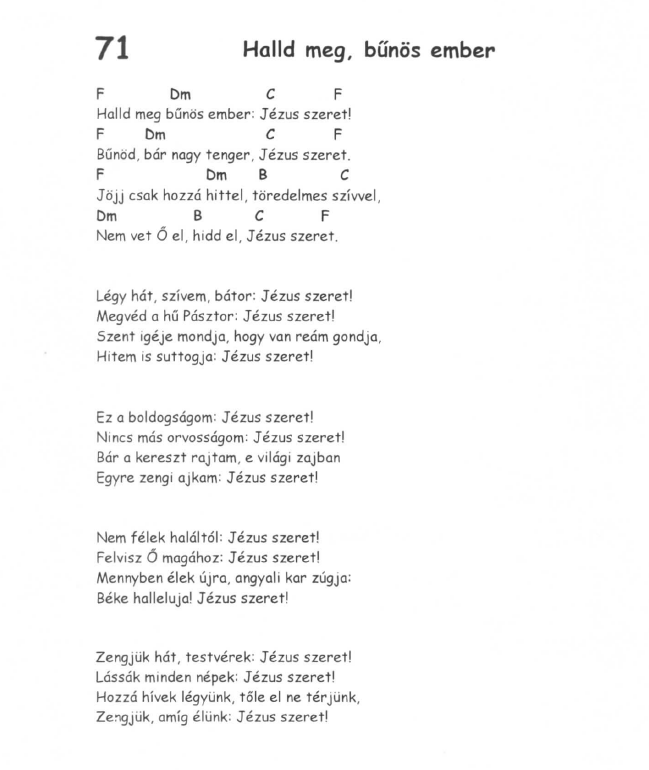 71 Halld meg, bűnös ember
F Dm C F
Halld meg bűnös ember: Jézus szeret!
F Dm C F
Bűnöd, bár nagy tenger, Jézus szeret.
F Dm B C
Jöjj csak hozzá hittel, töredelmes szívvel,
Dm B C F
Nem vet Ő el, hidd el, Jézus szeret.
Légy hát, szívem, bátor: Jézus szeret!
Megvéd a hű Pásztor: Jézus szeret!
Szent igéje mondja, hogy van reám gondja,
Hitem is suttogja: Jézus szeret!
Ez a boldogságom: Jézus szeret!
Nincs más orvosságom: Jézus szeret!
Bár a kereszt rajtam, e világi zajban
Egyre zengi ajkam: Jézus szeret!
Nem félek haláltól: Jézus szeret!
Felvisz Ő magához: Jézus szeret!
Mennyben élek újra, angyali kar zúgja:
Béke halleluja! Jézus szeret!
Zengjük hát, testvérek: Jézus szeret!
Lássák minden népek: Jézus szeret!
Hozzá hívek légyünk, tőle el ne térjünk,
Zengjük, amíg élünk: Jézus szeret!